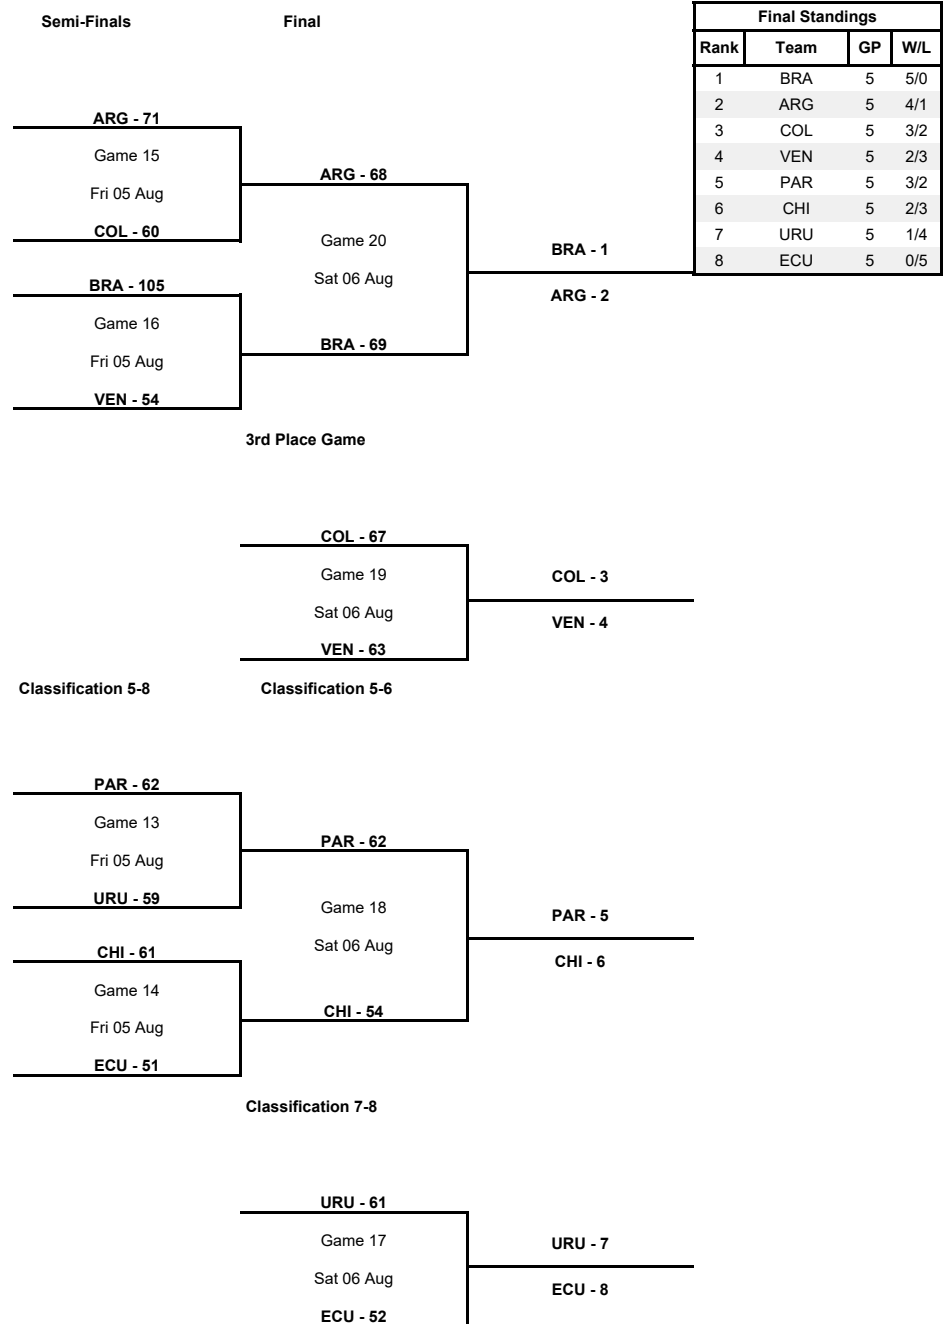 Semi-Finals Final
Final Standings
Rank Team GP W/L
1 BRA 5 5/0
2 ARG 5 4/1
3 COL 5 3/2
4 VEN 5 2/3
5 PAR 5 3/2
6 CHI 5 2/3
7 URU 5 1/4
8 ECU 5 0/5
ARG - 71
Game 15
Fri 05 Aug
COL - 60
BRA - 105
Game 16
Fri 05 Aug
VEN - 54
ARG - 68
Game 20
Sat 06 Aug
BRA - 69
BRA - 1
ARG - 2
3rd Place Game
COL - 67
Game 19
Sat 06 Aug
VEN - 63
COL - 3
VEN - 4
Classification 5-8 Classification 5-6
PAR - 62
Game 13
Fri 05 Aug
URU - 59
CHI - 61
Game 14
Fri 05 Aug
ECU - 51
PAR - 62
Game 18
Sat 06 Aug
CHI - 54
PAR - 5
CHI - 6
Classification 7-8
URU - 61
Game 17
Sat 06 Aug
ECU - 52
URU - 7
ECU - 8